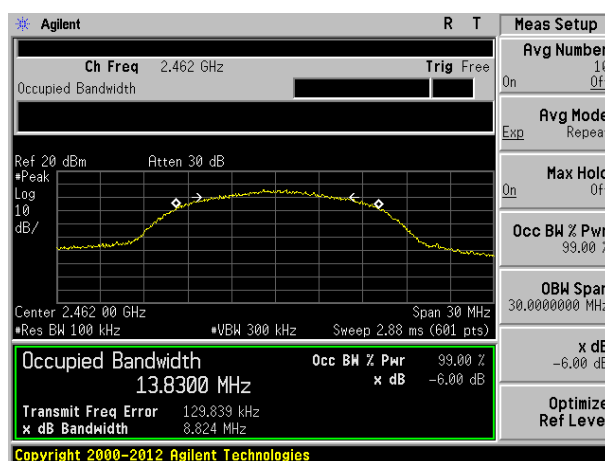 Agilent R T Meas Setup
Avg Number
10
On Of
Ch Freq 2.462 GHz Trig Free
Occupied Bandwidth
Avg Mode
Exp Repeat
Ref 20 dBm Atten 30 dB
#Peak
Log
10
dB/
Max Hold
On Of
Occ BW % Pwr
99.00 %
OBW Span
30.0000000 MHz
Center 2.462 00 GHz Span 30 MHz
#Res BW 100 kHz #VBW 300 kHz Sweep 2.88 ms (601 pts)
Occupied Bandwidth Occ BW % Pwr 99.00 %
13.8300 MHz x dB -6.00 dB
Transmit Freq Error 129.839 kHz
x dB Bandwidth 8.824 MHz
x dB
-6.00 dB
Optimize
Ref Level
Copyright 2000-2012 Agilent Technologies